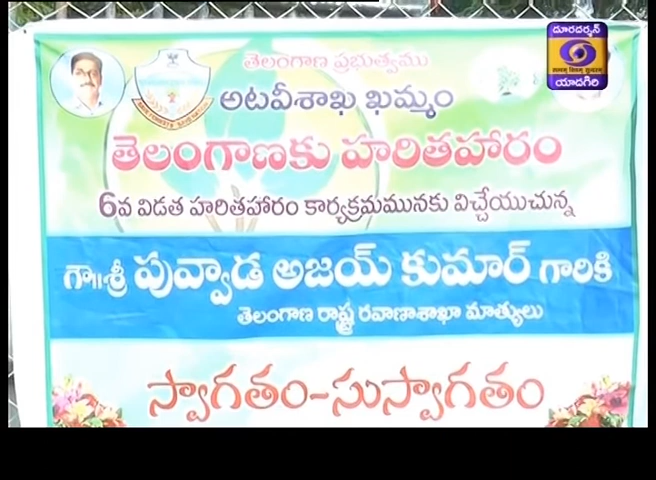 దూరదర్శన్
యాదగిరి
తెలంగాణ ప్రభుత్వము
అటవీశాఖ ఖమ్మం
తెలంగాణకు హరితహారం
6వ విడత హరితహారం కార్యక్రమమునకు విచ్చేయుచున్న
గౌ॥శ్రీ పువ్వాడ అజయ్ కుమార్ గారికి
తెలంగాణ రాష్ట్ర రవాణాశాఖా మాత్యులు
స్వాగతం-సుస్వాగతం